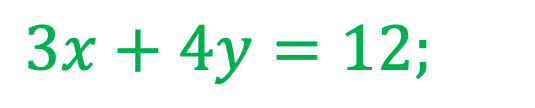 3x + 4y = 12;